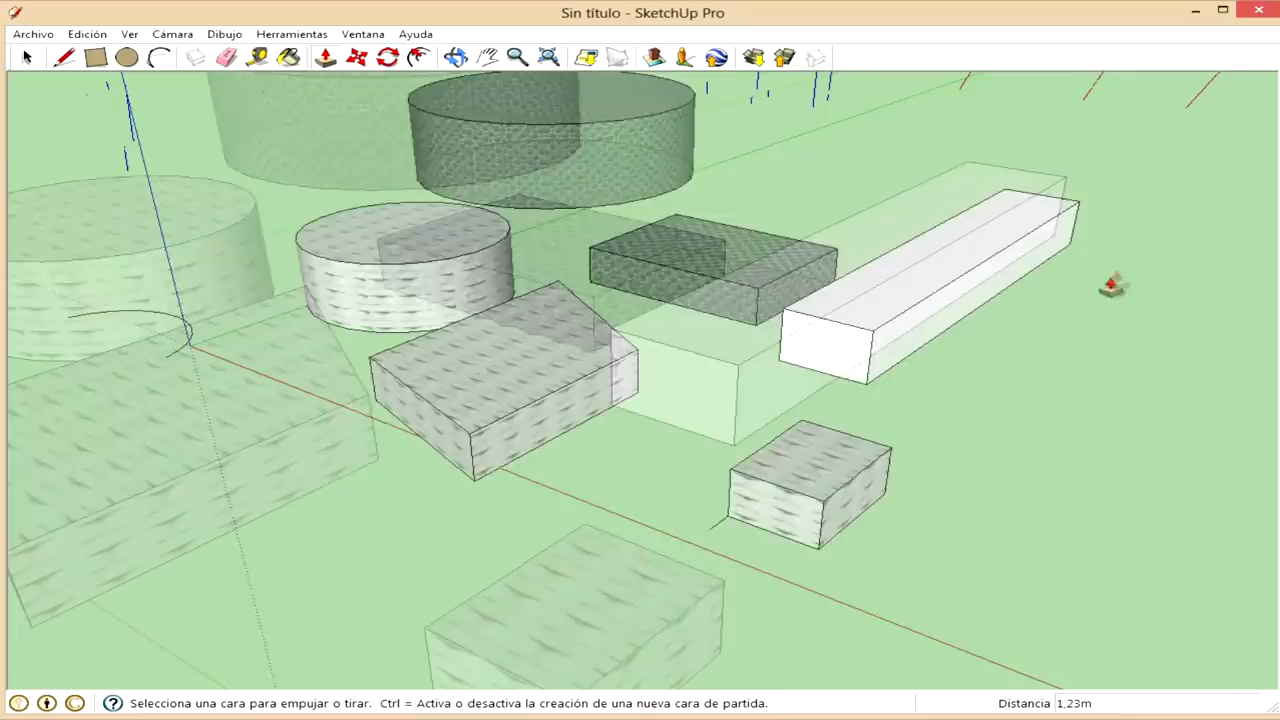 Sin título - SketchUp Pro
Archivo Edición Ver Cámara Dibujo Herramientas Ventana Ayuda
Selecciona una cara para empujar o tirar. Ctrl = Activa o desactiva la creación de una nueva cara de partida. Distancia 1,23m